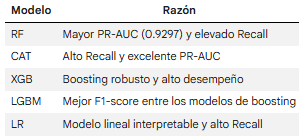 Modelo Razón
RF Mayor PR-AUC (0.9297) y elevado Recall
CAT Alto Recall y excelente PR-AUC
XGB Boosting robusto y alto desempeño
LGBM Mejor F1-score entre los modelos de boosting
LR Modelo lineal interpretable y alto Recall